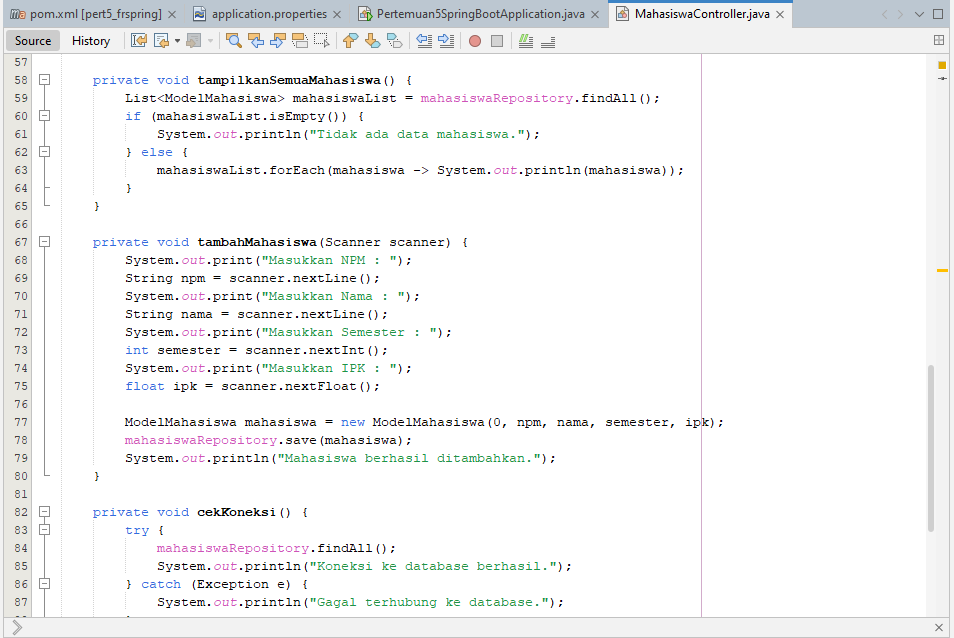 pom.xml [pert5_frspring] application.properties Pertemuan5SpringBootApplication.java MahasiswaController.java
Source History
57
58 private void tampilkanSemuaMahasiswa() {
59 List<ModelMahasiswa> mahasiswaList = mahasiswaRepository.findAll();
60 if (mahasiswaList.isEmpty()) {
61 System.out.println("Tidak ada data mahasiswa.");
62 } else {
63 mahasiswaList.forEach(mahasiswa -> System.out.println(mahasiswa));
64 }
65 }
66
67 private void tambahMahasiswa(Scanner scanner) {
68 System.out.print("Masukkan NPM : ");
69 String npm = scanner.nextLine();
70 System.out.print("Masukkan Nama : ");
71 String nama = scanner.nextLine();
72 System.out.print("Masukkan Semester : ");
73 int semester = scanner.nextInt();
74 System.out.print("Masukkan IPK : ");
75 float ipk = scanner.nextFloat();
76
77 ModelMahasiswa mahasiswa = new ModelMahasiswa(0, npm, nama, semester, ipk);
78 mahasiswaRepository.save(mahasiswa);
79 System.out.println("Mahasiswa berhasil ditambahkan.");
80 }
81
82 private void cekKoneksi() {
83 try {
84 mahasiswaRepository.findAll();
85 System.out.println("Koneksi ke database berhasil.");
86 } catch (Exception e) {
87 System.out.println("Gagal terhubung ke database.");